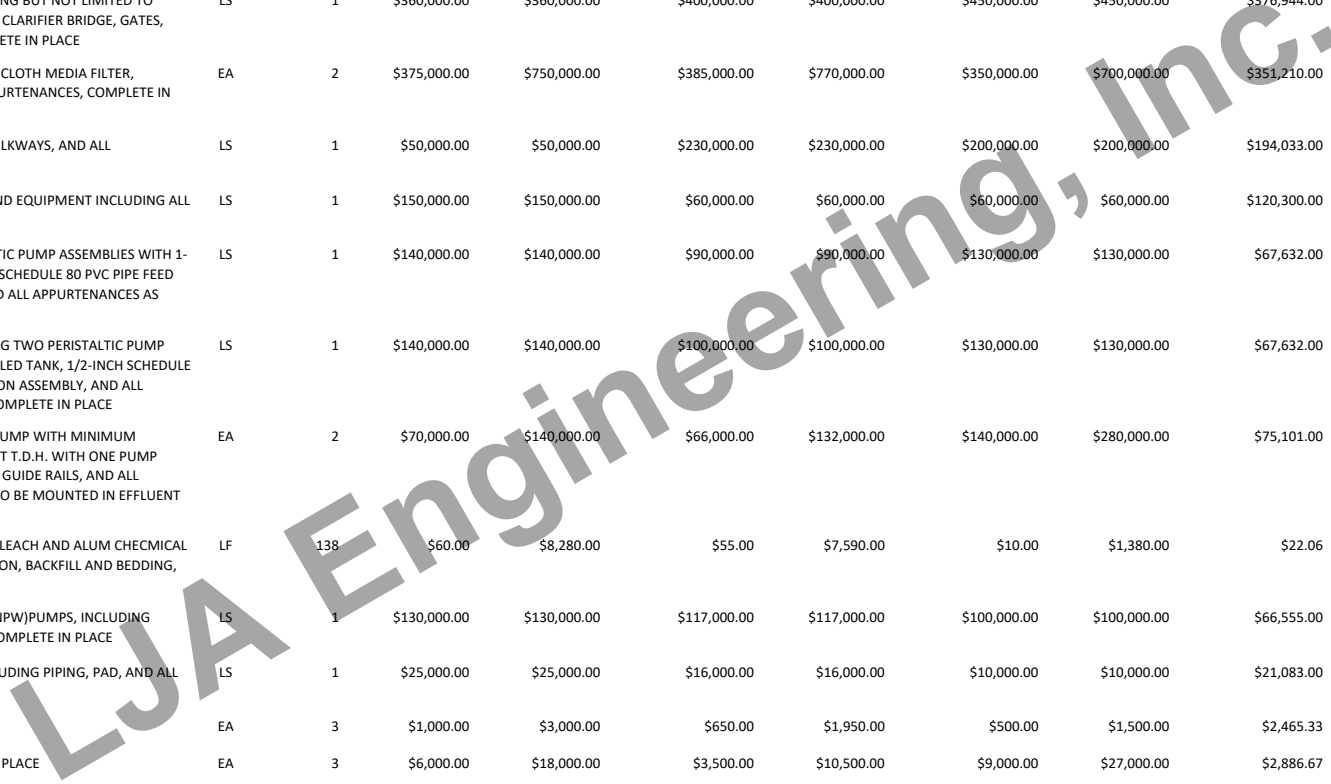 NG BUT NOT LIMITED TO LS 1 $360,000.00 $360,000.00 $400,000.00 $400,000.00 $450,000.00 $450,000.00 $376,944.00
CLARIFIER BRIDGE, GATES,
ETE IN PLACE
CLOTH MEDIA FILTER, EA 2 $375,000.00 $750,000.00 $385,000.00 $770,000.00 $350,000.00 $700,000.00 $351,210.00
URTENANCES, COMPLETE IN
LKWAYS, AND ALL LS 1 $50,000.00 $50,000.00 $230,000.00 $230,000.00 $200,000.00 $200,000.00 $194,033.00
ND EQUIPMENT INCLUDING ALL LS 1 $150,000.00 $150,000.00 $60,000.00 $60,000.00 $60,000.00 $60,000.00 $120,300.00
TIC PUMP ASSEMBLIES WITH 1- LS 1 $140,000.00 $140,000.00 $90,000.00 $90,000.00 $130,000.00 $130,000.00 $67,632.00
SCHEDULE 80 PVC PIPE FEED
D ALL APPURTENANCES AS
G TWO PERISTALTIC PUMP LS 1 $140,000.00 $140,000.00 $100,000.00 $100,000.00 $130,000.00 $130,000.00 $67,632.00
LED TANK, 1/2-INCH SCHEDULE
ON ASSEMBLY, AND ALL
OMPLETE IN PLACE
UMP WITH MINIMUM EA 2 $70,000.00 $140,000.00 $66,000.00 $132,000.00 $140,000.00 $280,000.00 $75,101.00
T T.D.H. WITH ONE PUMP
GUIDE RAILS, AND ALL
O BE MOUNTED IN EFFLUENT
LEACH AND ALUM CHECMICAL LF 138 $60.00 $8,280.00 $55.00 $7,590.00 $10.00 $1,380.00 $22.06
ON, BACKFILL AND BEDDING,
NPW)PUMPS, INCLUDING LS 1 $130,000.00 $130,000.00 $117,000.00 $117,000.00 $100,000.00 $100,000.00 $66,555.00
OMPLETE IN PLACE
UDING PIPING, PAD, AND ALL LS 1 $25,000.00 $25,000.00 $16,000.00 $16,000.00 $10,000.00 $10,000.00 $21,083.00
EA 3 $1,000.00 $3,000.00 $650.00 $1,950.00 $500.00 $1,500.00 $2,465.33
PLACE EA 3 $6,000.00 $18,000.00 $3,500.00 $10,500.00 $9,000.00 $27,000.00 $2,886.67
LJA Engineering, Inc.